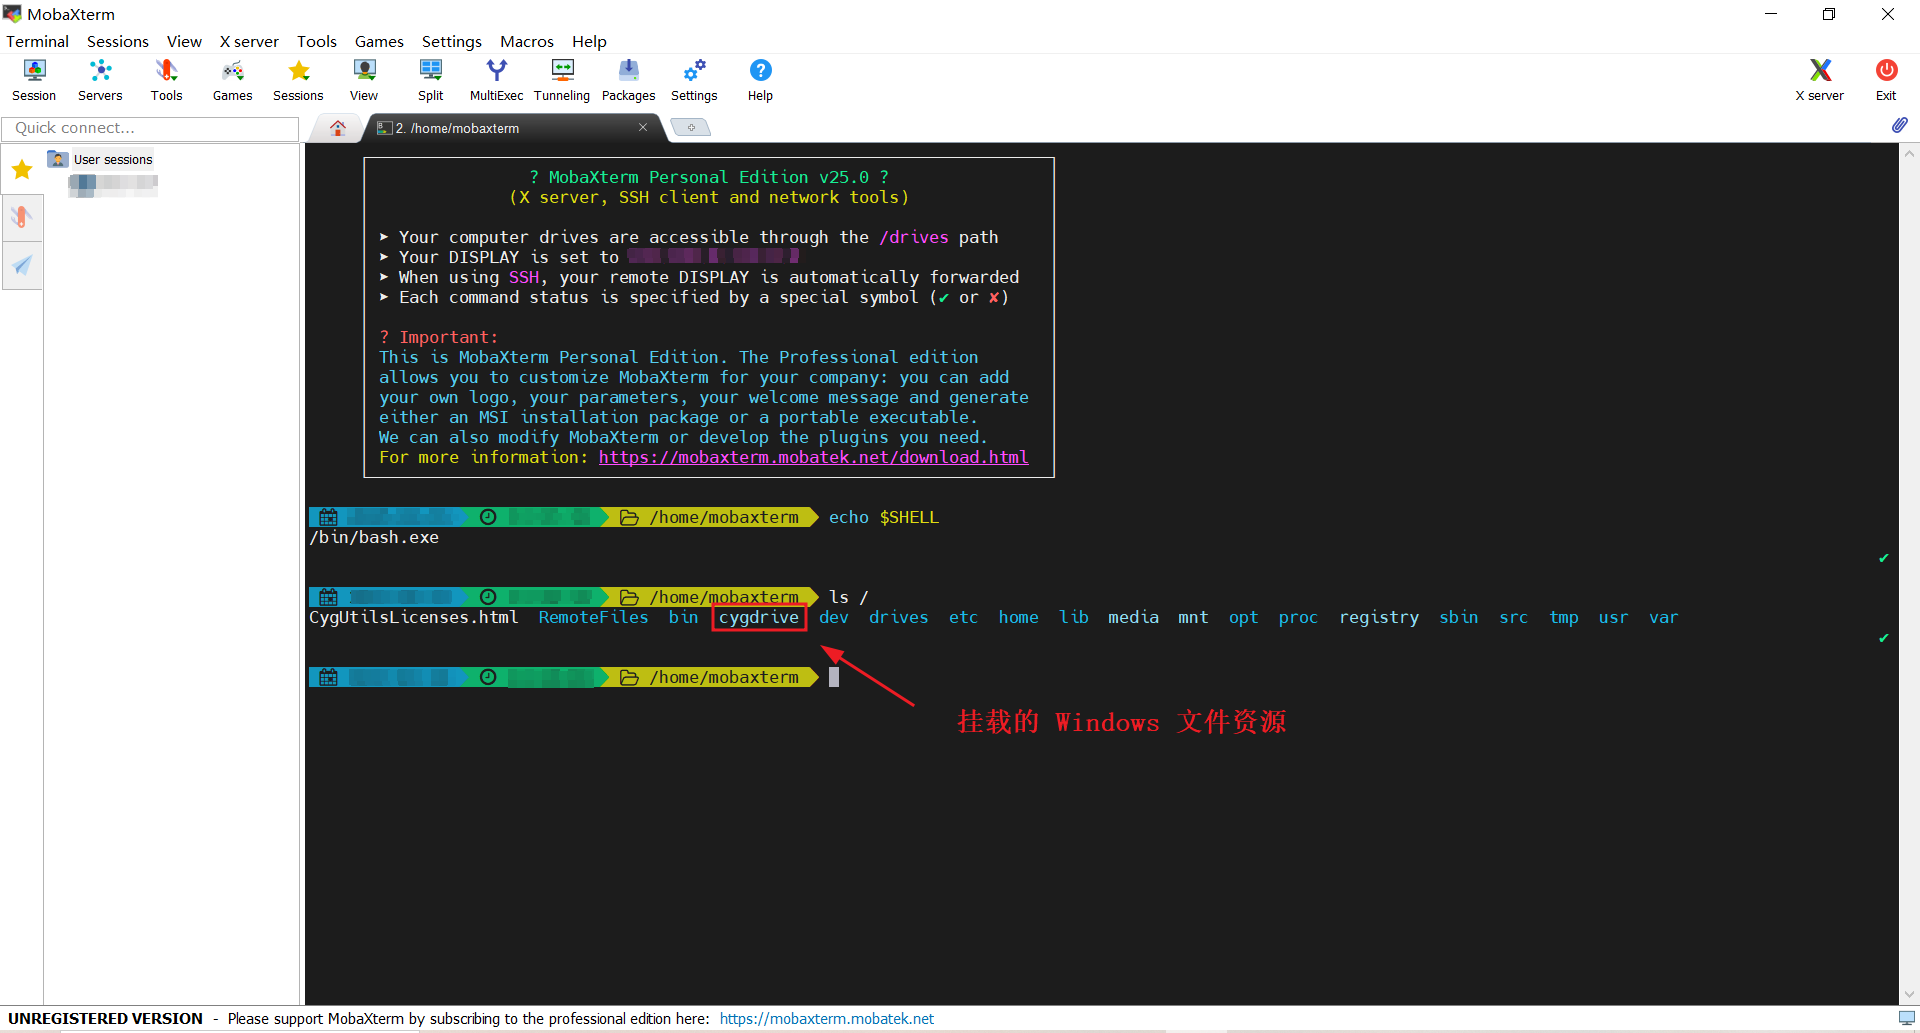 MobaXterm
Terminal Sessions View X server Tools Games Settings Macros Help
Session Servers Tools Games Sessions View Split MultiExec Tunneling Packages Settings Help X server Exit
Quick connect...
2. /home/mobaxterm
User sessions
? MobaXterm Personal Edition v25.0 ?
(X server, SSH client and network tools)
➤ Your computer drives are accessible through the /drives path
➤ Your DISPLAY is set to
➤ When using SSH, your remote DISPLAY is automatically forwarded
➤ Each command status is specified by a special symbol (✔ or ✘)
? Important:
This is MobaXterm Personal Edition. The Professional edition
allows you to customize MobaXterm for your company: you can add
your own logo, your parameters, your welcome message and generate
either an MSI installation package or a portable executable.
We can also modify MobaXterm or develop the plugins you need.
For more information: https://mobaxterm.mobatek.net/download.html
/home/mobaxterm echo $SHELL
/bin/bash.exe
✔
/home/mobaxterm ls /
CygUtilsLicenses.html RemoteFiles bin cygdrive dev drives etc home lib media mnt opt proc registry sbin src tmp usr var
✔
/home/mobaxterm
挂载的 Windows 文件资源
UNREGISTERED VERSION - Please support MobaXterm by subscribing to the professional edition here: https://mobaxterm.mobatek.net